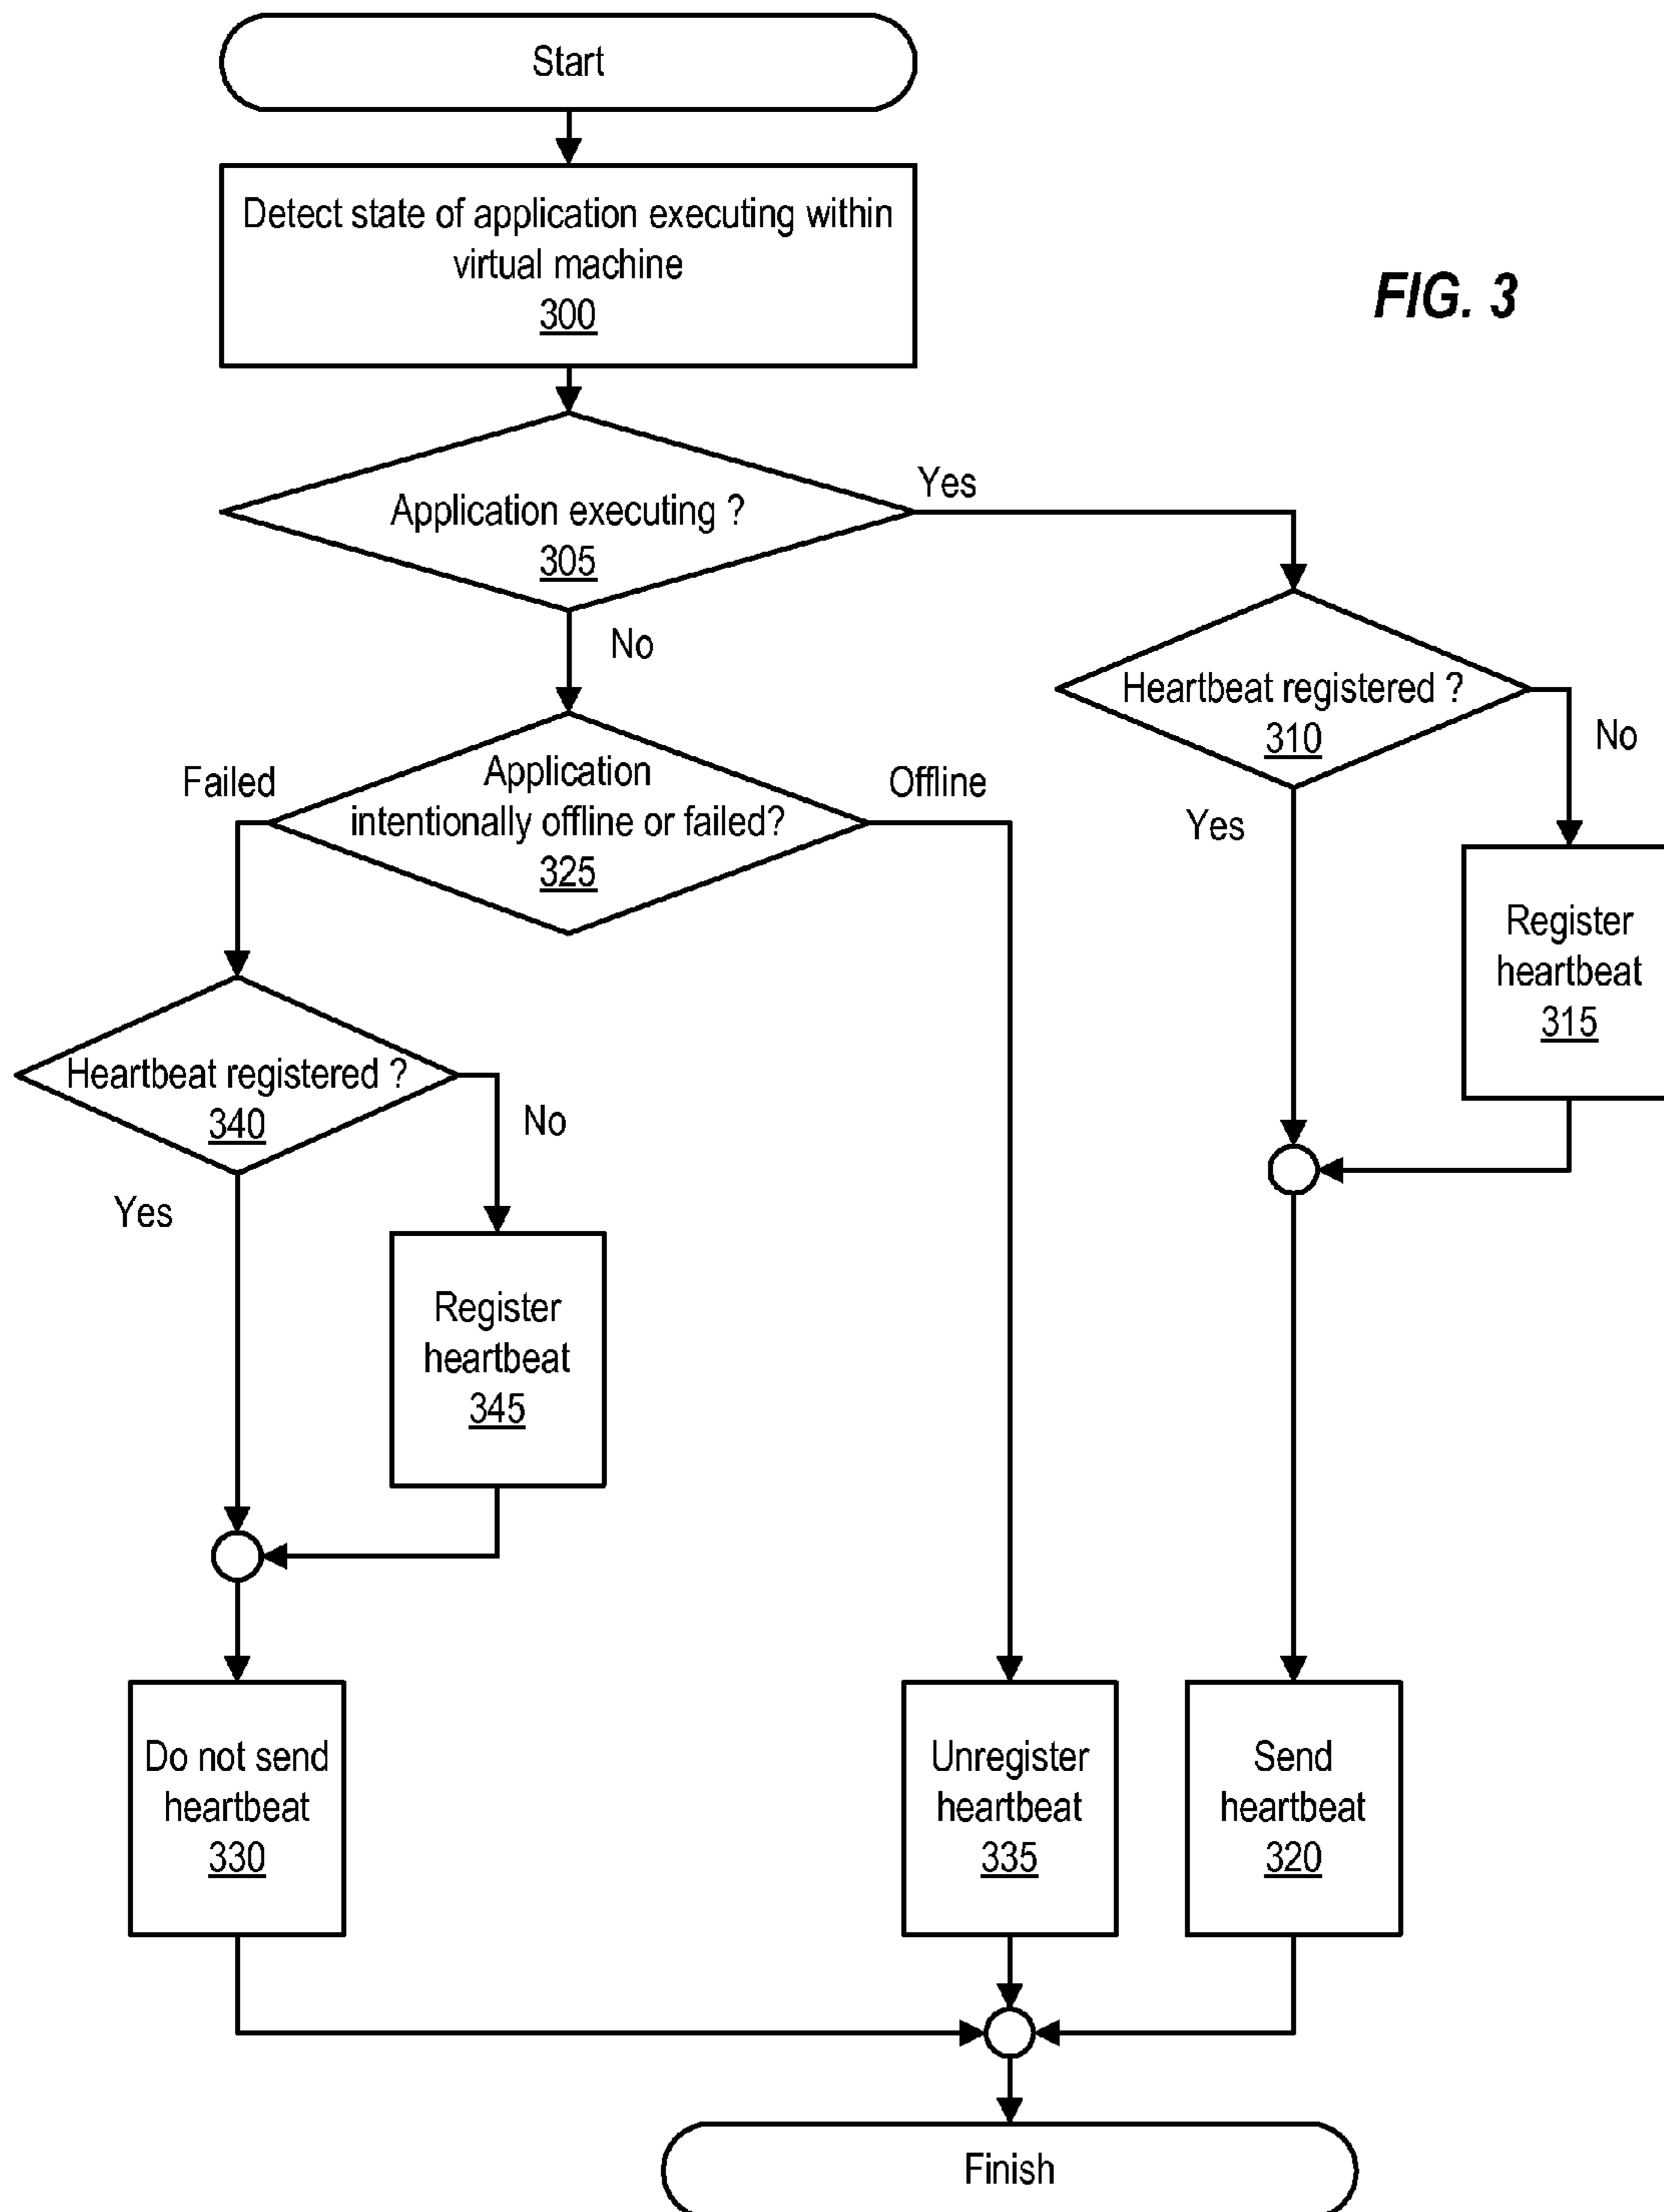 Start
Detect state of application executing within
virtual machine
300
FIG. 3
Application executing ?
305
Yes
No
Heartbeat registered ?
310
No
Yes
Application
intentionally offline or failed?
325
Failed
Offline
Register
heartbeat
315
Heartbeat registered ?
340
No
Yes
Register
heartbeat
345
Do not send
heartbeat
330
Unregister
heartbeat
335
Send
heartbeat
320
Finish